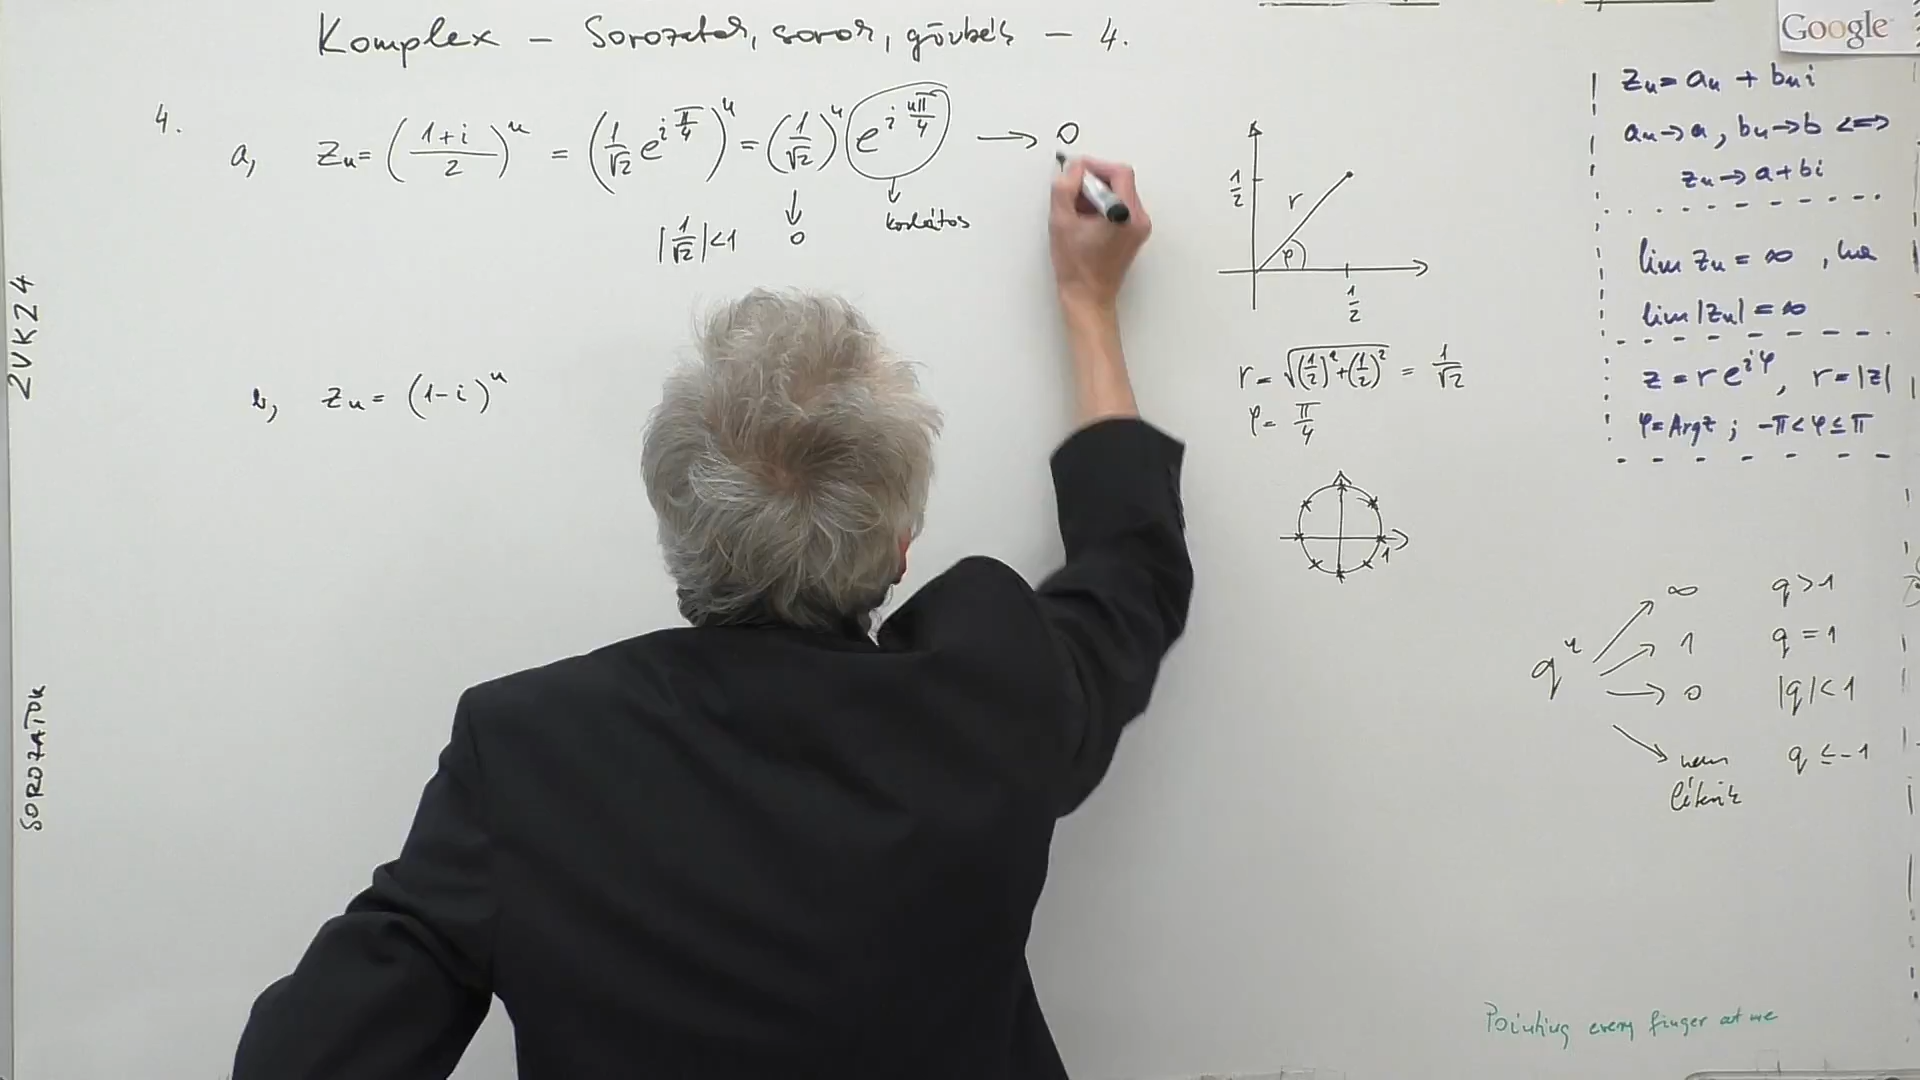 Komplex – Sorozatok, sorok, görbék – 4.
Google
4.
a, Zn = ((1+i)/2)^n = (1/√2 e^(i π/4))^n = (1/√2)^n e^(i nπ/4) → 0
|1/√2| < 1
↓
0
↓
korlátos
b, Zn = (1-i)^n
1/2
r
φ
1/2
r = √((1/2)² + (1/2)²) = 1/√2
φ = π/4
1
Zn = an + bn i
an → a, bn → b <=>
Zn → a + bi
lim Zn = ∞, ha
lim |Zn| = ∞
z = r e^(iφ), r = |z|
φ = Arg z ; -π < φ ≤ π
q^n
∞ q > 1
1 q = 1
0 |q| < 1
nem létezik q ≤ -1
2VK24
SOROZATOK
Pointing every finger at me